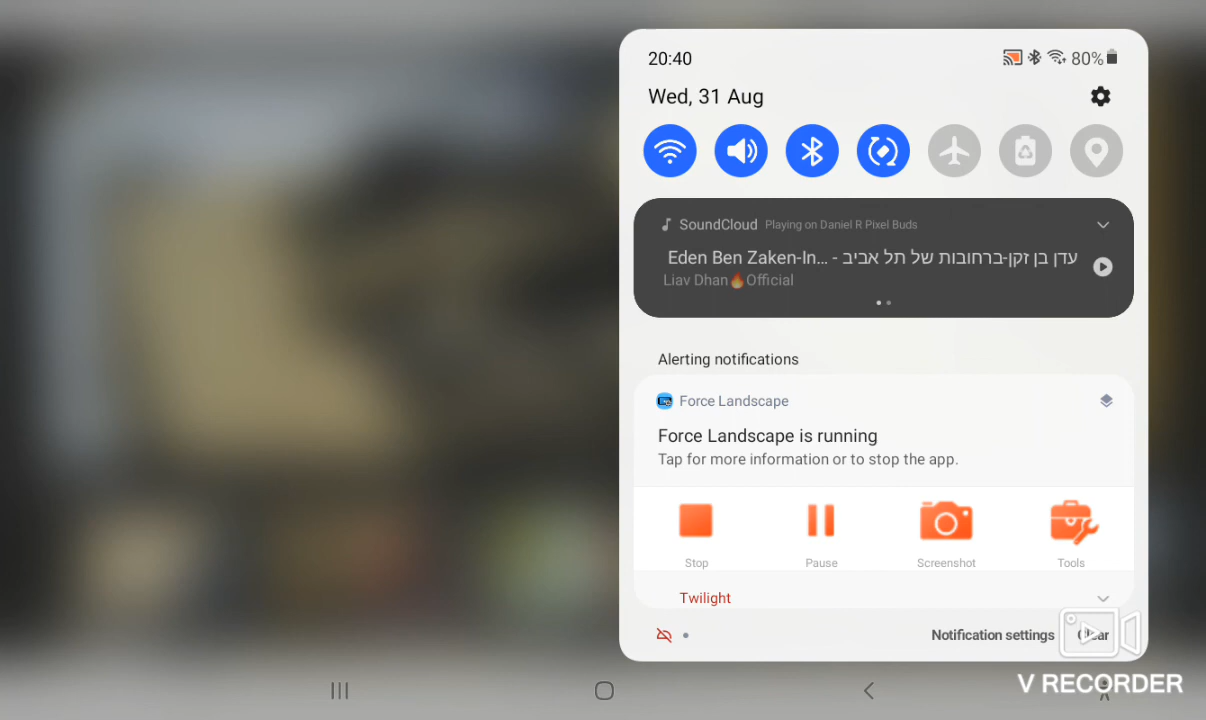 20:40
80%
Wed, 31 Aug
SoundCloud Playing on Daniel R Pixel Buds
Eden Ben Zaken-In... - עדן בן זקן-ברחובות של תל אביב
Liav Dhan🔥Official
Alerting notifications
Force Landscape
Force Landscape is running
Tap for more information or to stop the app.
Stop Pause Screenshot Tools
Twilight
Notification settings Clear
V RECORDER